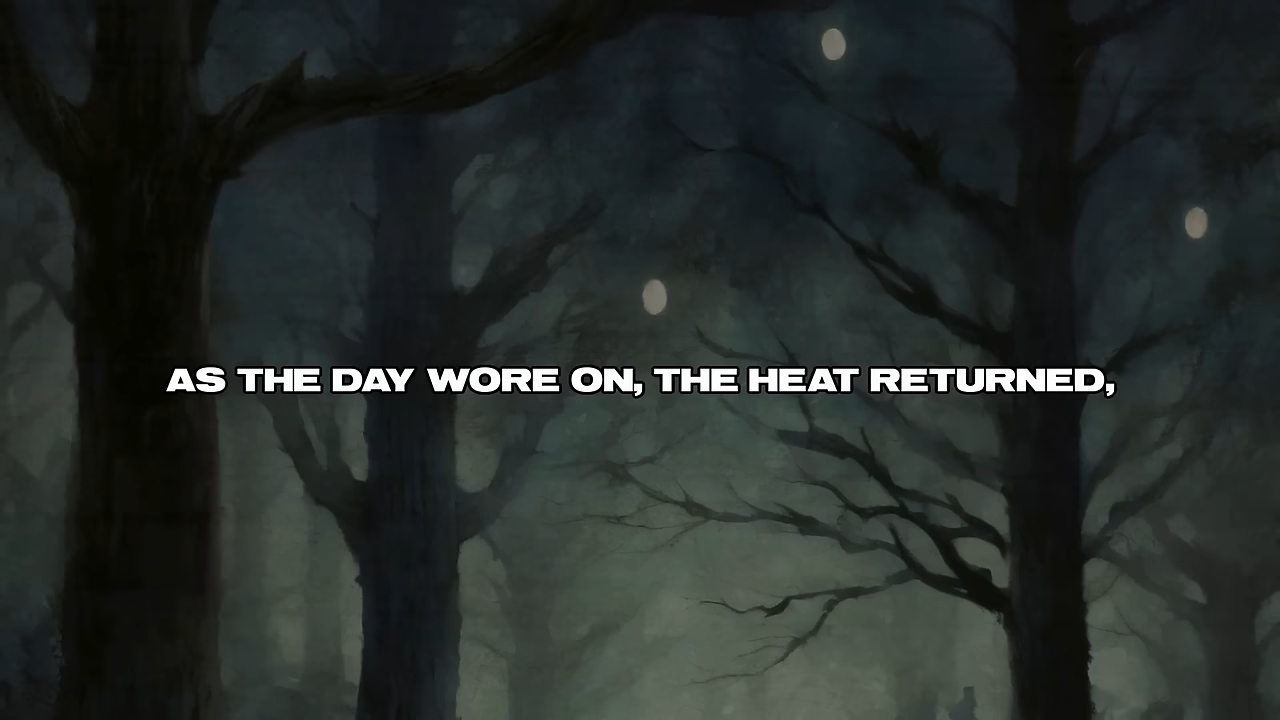 AS THE DAY WORE ON, THE HEAT RETURNED,